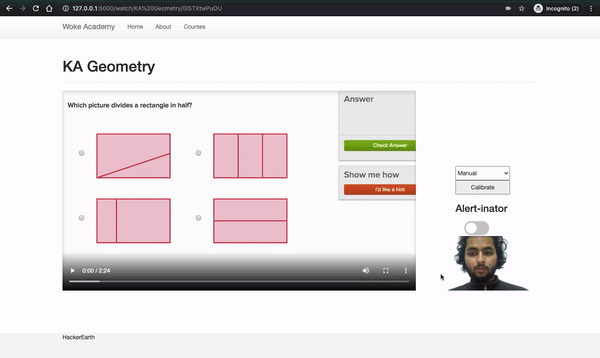 127.0.0.1:5000/watch/KA%20Geometry/0ISTXtwPuOU
Incognito (2)
Woke Academy Home About Courses
KA Geometry
Which picture divides a rectangle in half?
Answer
Check Answer
Show me how
I'd like a hint
0:00 / 2:24
Manual
Calibrate
Alert-inator
HackerEarth